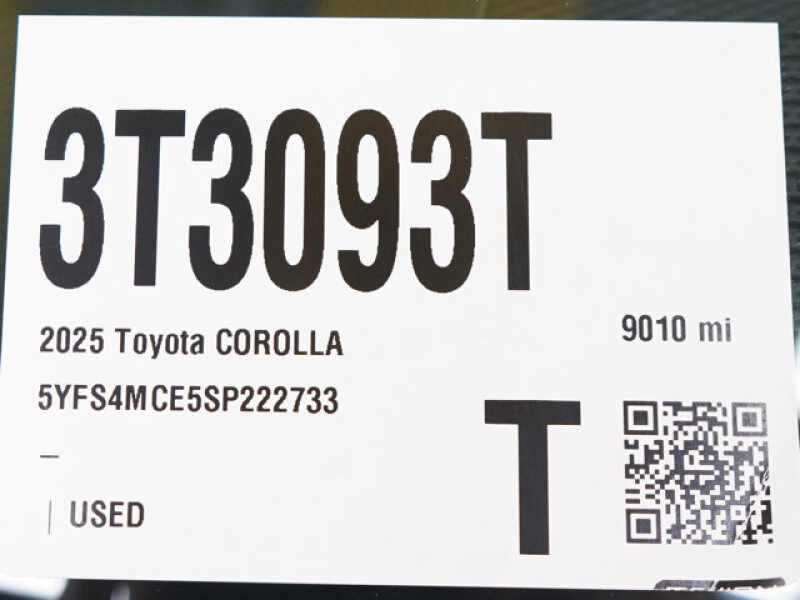 3T3093T
2025 Toyota COROLLA
9010 mi
5YFS4MCE5SP222733
–
T
| USED